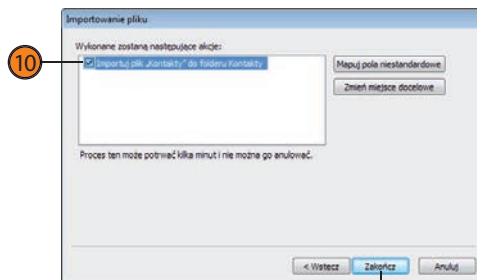 Importowanie pliku
Wykonane zostaną następujące akcje:
10
Importuj plik „Kontakty" do folderu Kontakty
Mapuj pola niestandardowe
Zmień miejsce docelowe
Proces ten może potrwać kilka minut i nie można go anulować.
< Wstecz
Zakończ
Anuluj